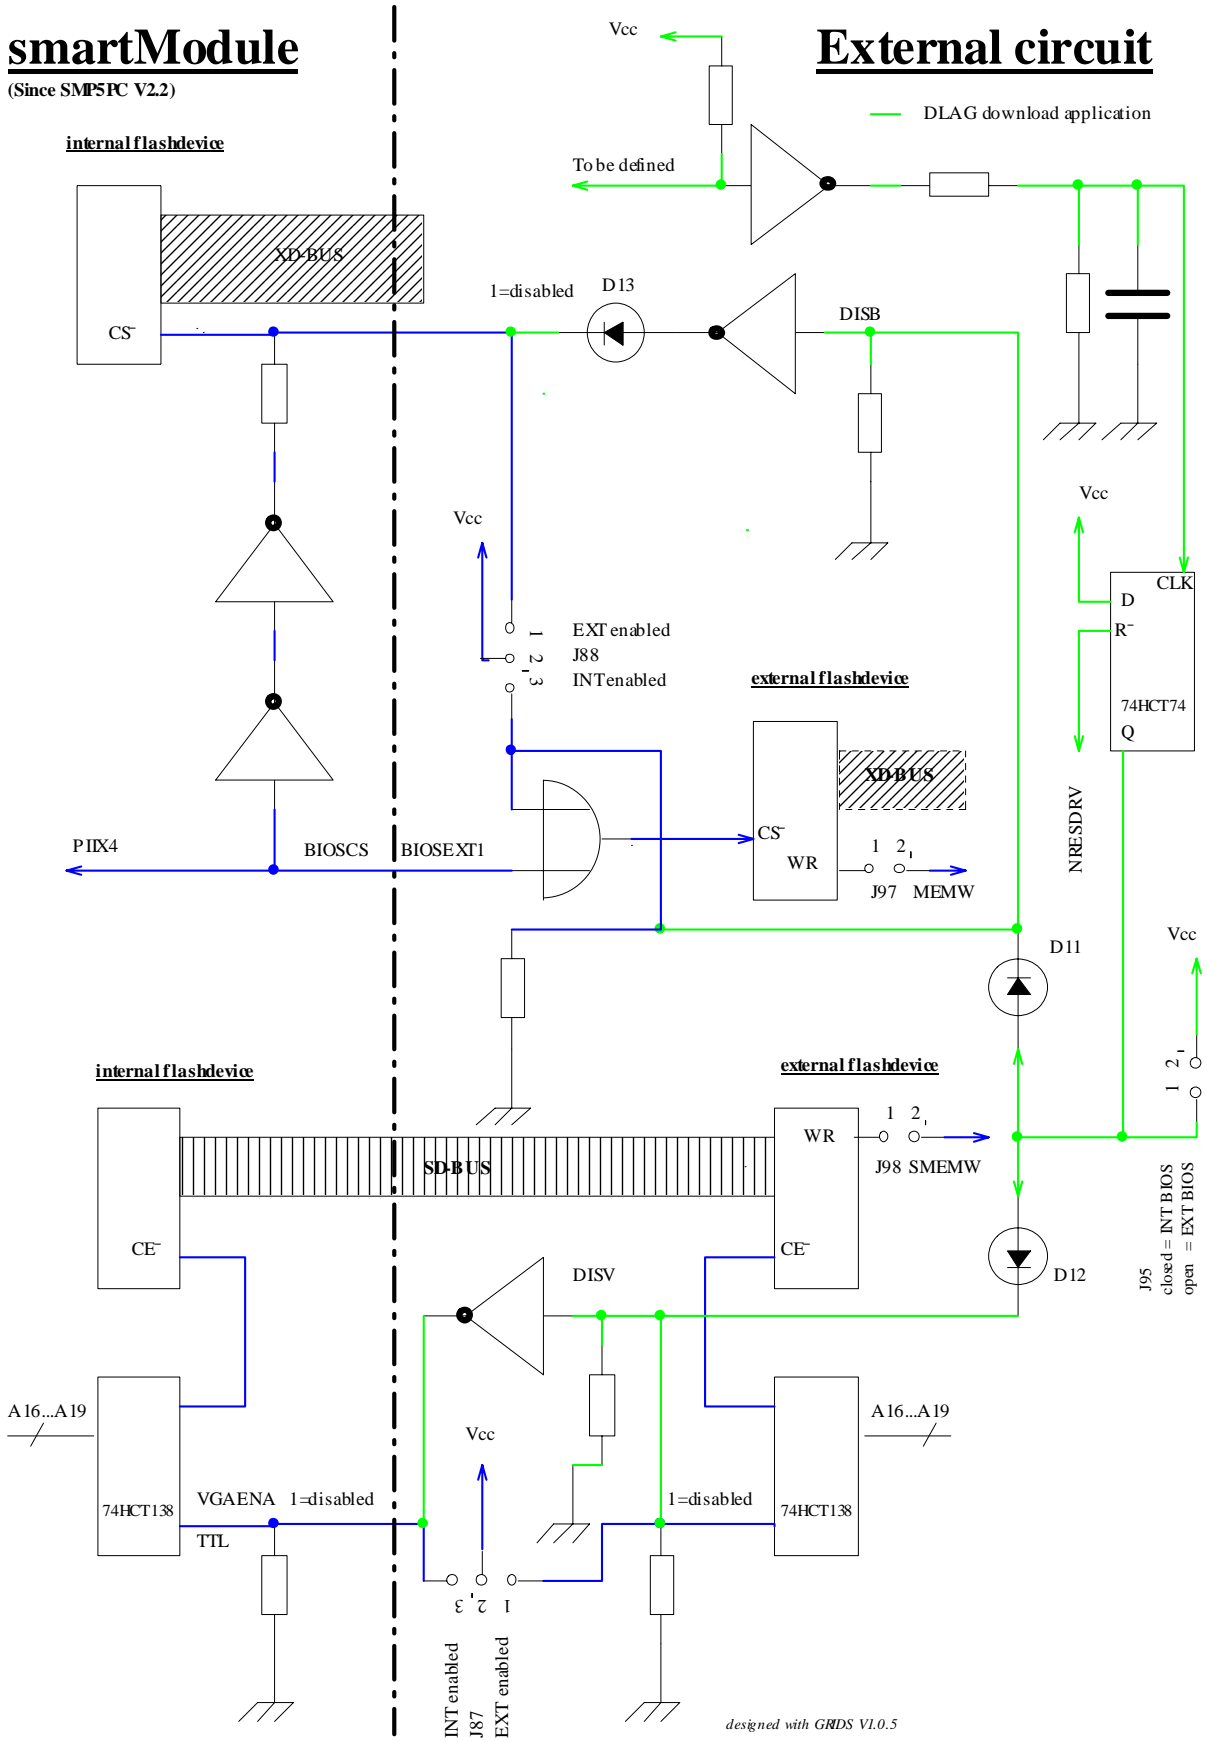 smartModule
(Since SMP5PC V2.2)
External circuit
Vcc
DLAG download application
internal flashdevice
To be defined
XD-BUS
CS‾
1=disabled
D13
DISB
Vcc
Vcc
CLK
D
R‾
74HCT74
Q
1
2,
3
EXT enabled
J88
INT enabled
external flashdevice
XD-BUS
CS‾
WR
1 2,
J97 MEMW
NRESDRV
PIIX4
BIOSCS
BIOSEXT1
D11
Vcc
1 2,
J95
closed = INT BIOS
open = EXT BIOS
internal flashdevice
external flashdevice
WR
1 2,
J98 SMEMW
SD-BUS
CE‾
CE‾
DISV
D12
A16...A19
A16...A19
Vcc
74HCT138
VGAENA
1=disabled
TTL
1=disabled
74HCT138
3 2, 1
INT enabled
J87
EXT enabled
designed with GRIDS V1.0.5